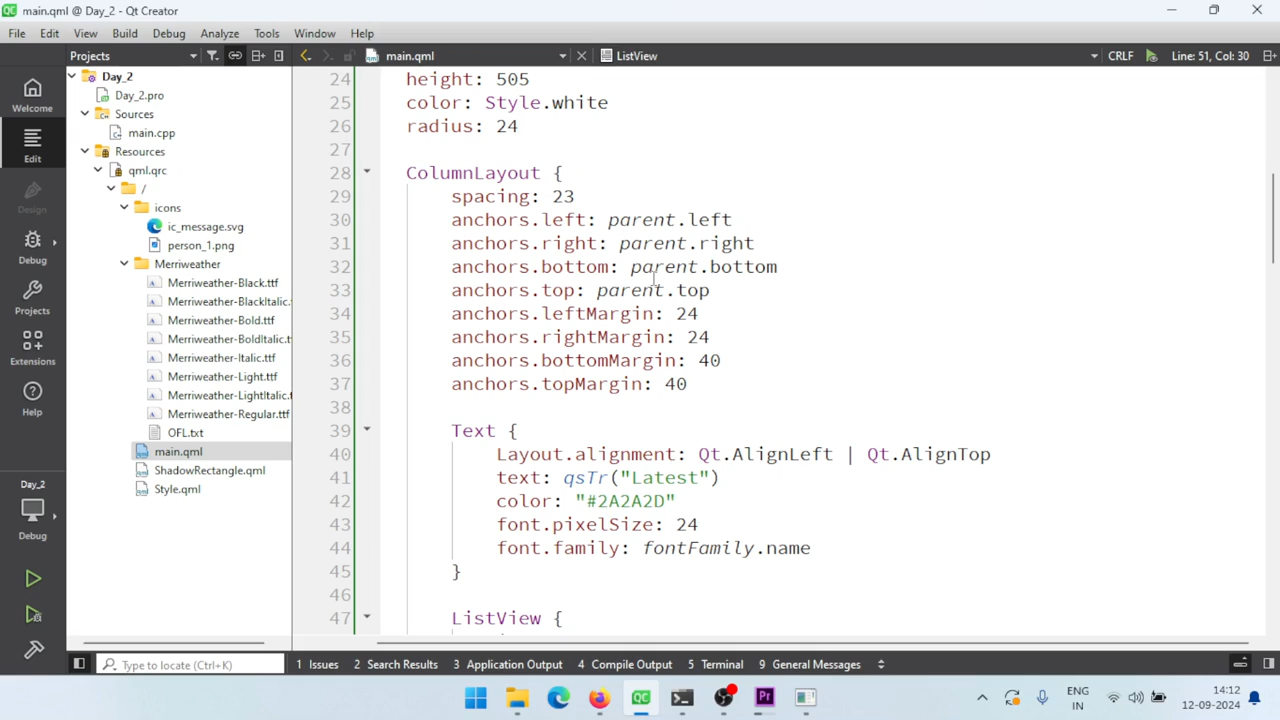 main.qml @ Day_2 - Qt Creator
File Edit View Build Debug Analyze Tools Window Help
Projects main.qml ListView CRLF Line: 51, Col: 30
Welcome
Edit
Design
Debug
Projects
Extensions
Help
Day_2
Debug
Day_2
Day_2.pro
Sources
main.cpp
Resources
qml.qrc
/
icons
ic_message.svg
person_1.png
Merriweather
Merriweather-Black.ttf
Merriweather-BlackItalic.
Merriweather-Bold.ttf
Merriweather-BoldItalic.t
Merriweather-Italic.ttf
Merriweather-Light.ttf
Merriweather-LightItalic.
Merriweather-Regular.ttf
OFL.txt
main.qml
ShadowRectangle.qml
Style.qml
24 height: 505
25 color: Style.white
26 radius: 24
27
28 ColumnLayout {
29 spacing: 23
30 anchors.left: parent.left
31 anchors.right: parent.right
32 anchors.bottom: parent.bottom
33 anchors.top: parent.top
34 anchors.leftMargin: 24
35 anchors.rightMargin: 24
36 anchors.bottomMargin: 40
37 anchors.topMargin: 40
38
39 Text {
40 Layout.alignment: Qt.AlignLeft | Qt.AlignTop
41 text: qsTr("Latest")
42 color: "#2A2A2D"
43 font.pixelSize: 24
44 font.family: fontFamily.name
45 }
46
47 ListView {
Type to locate (Ctrl+K) 1 Issues 2 Search Results 3 Application Output 4 Compile Output 5 Terminal 9 General Messages
QC Pr ENG IN 14:12 12-09-2024